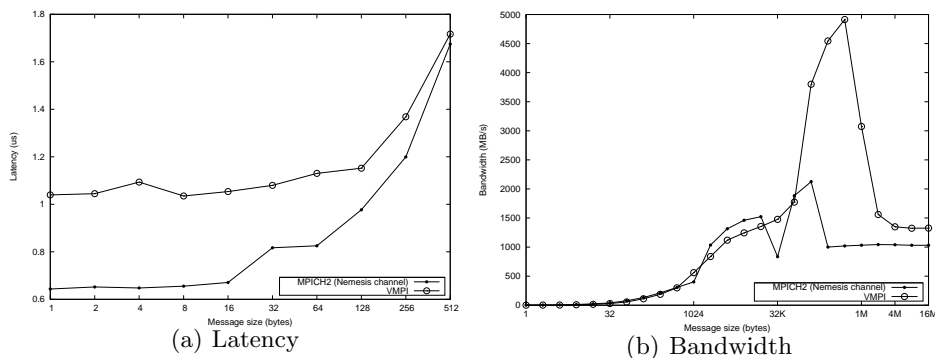 1.8
1.6
1.4
1.2
1
0.8
0.6
Latency (us)
1 2 4 8 16 32 64 128 256 512
Message size (bytes)
MPICH2 (Nemesis channel)
VMPI
(a) Latency
5000
4500
4000
3500
3000
2500
2000
1500
1000
500
0
Bandwidth (MB/s)
1 32 1024 32K 1M 4M 16M
Message size (bytes)
MPICH2 (Nemesis channel)
VMPI
(b) Bandwidth